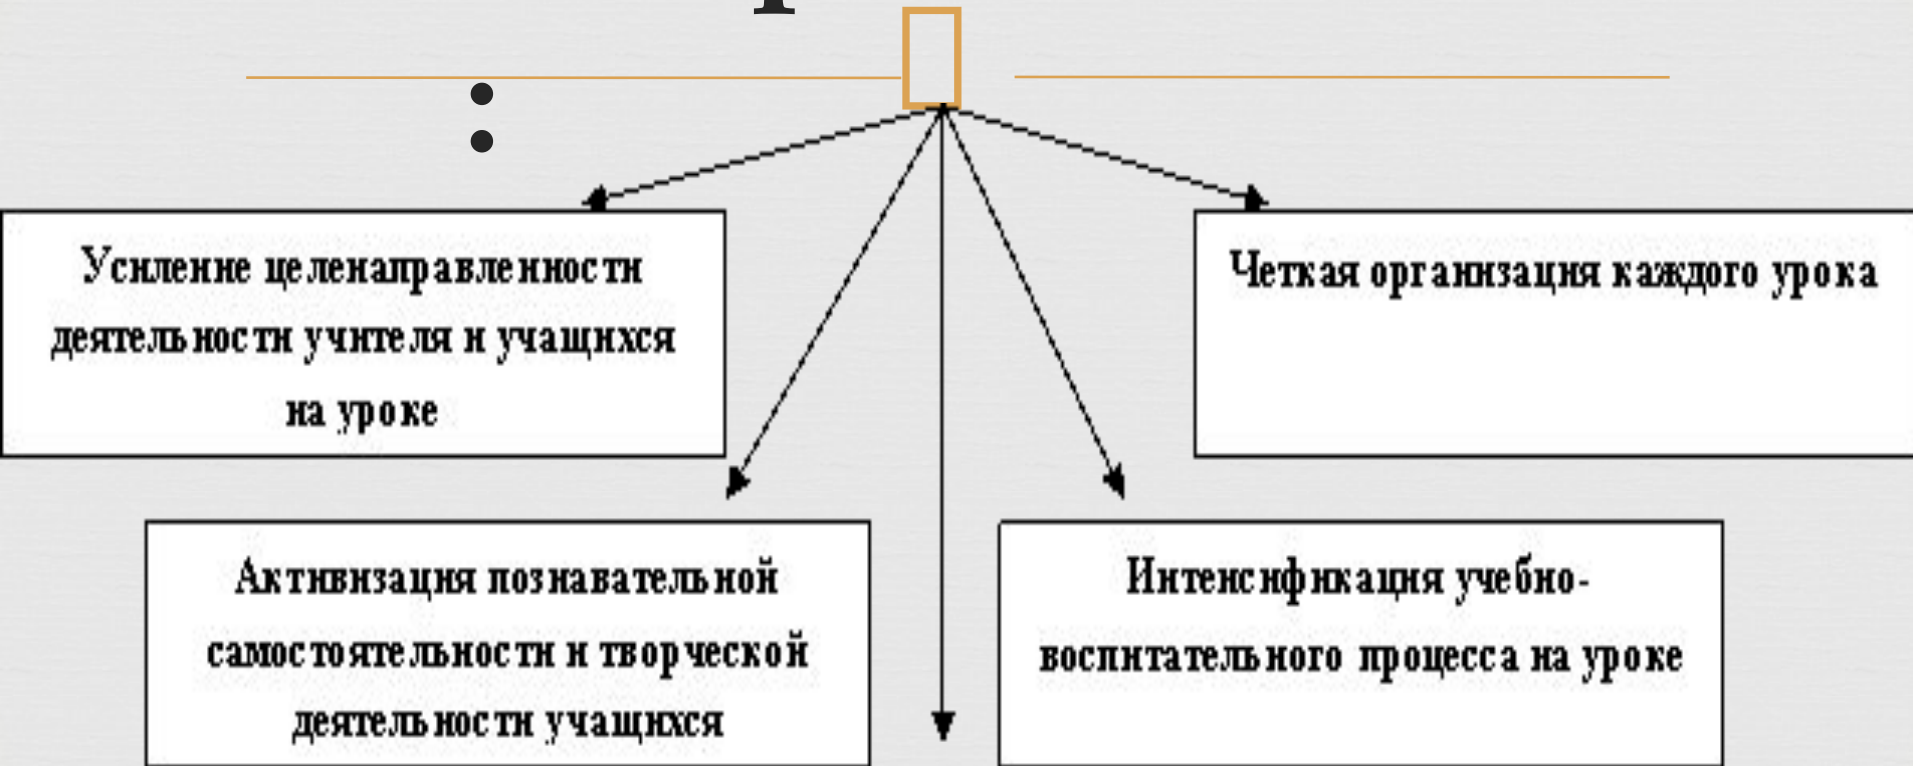 Усиление целенаправленности
деятельности учителя и учащихся
на уроке
Четкая организация каждого урока
Активизация познавательной
самостоятельности и творческой
деятельности учащихся
Интенсификация учебно-
воспитательного процесса на уроке